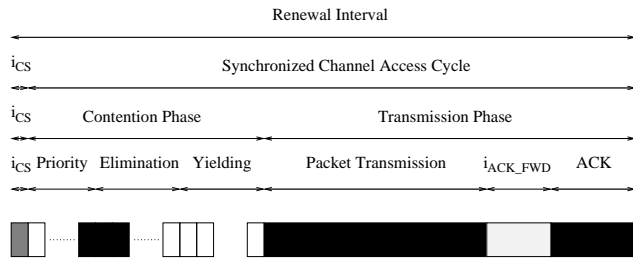 Renewal Interval
iCS Synchronized Channel Access Cycle
iCS Contention Phase Transmission Phase
iCS Priority Elimination Yielding Packet Transmission iACK_FWD ACK